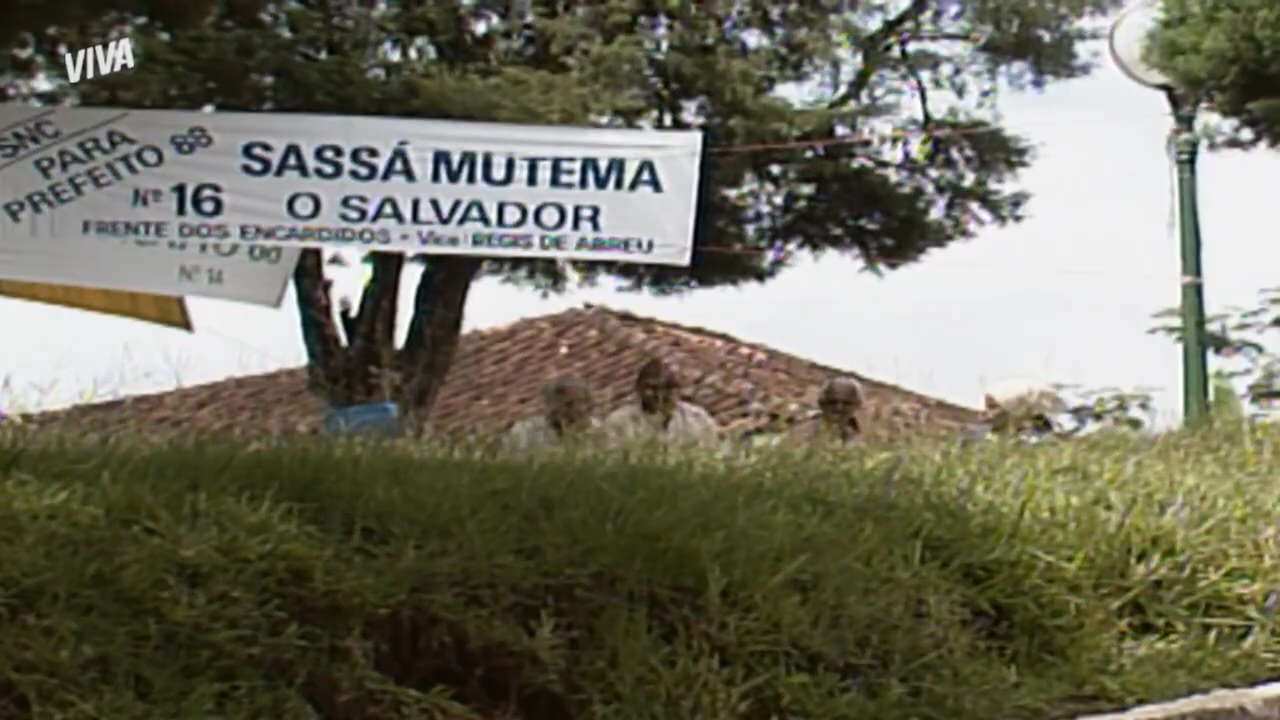 VIVA
SNC
PARA
PREFEITO 88
Nº 16
SASSÁ MUTEMA
O SALVADOR
FRENTE DOS ENCARDIDOS - Vice: REGIS DE ABREU
Nº 14